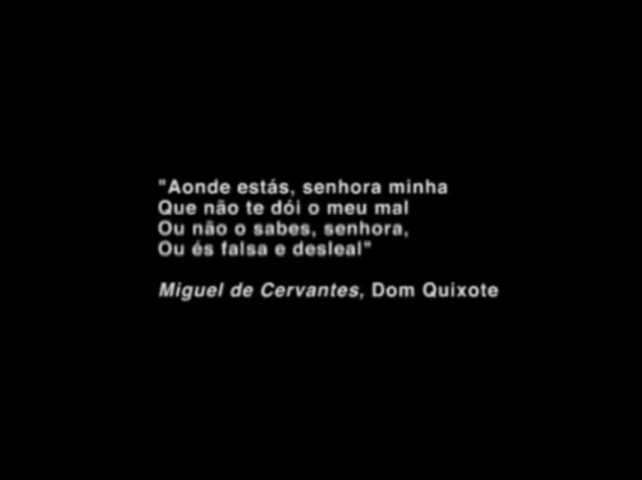 "Aonde estás, senhora minha
Que não te dói o meu mal
Ou não o sabes, senhora,
Ou és falsa e desleal"
Miguel de Cervantes, Dom Quixote